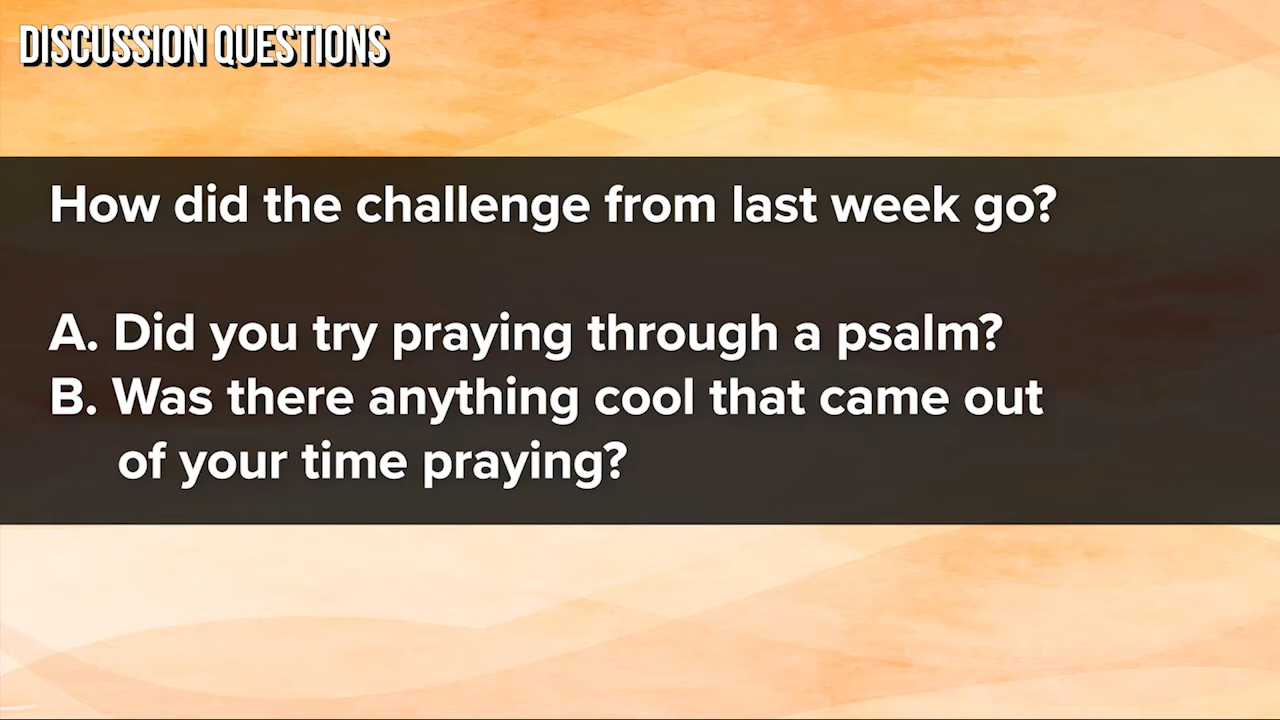 DISCUSSION QUESTIONS
How did the challenge from last week go?
A. Did you try praying through a psalm?
B. Was there anything cool that came out
of your time praying?